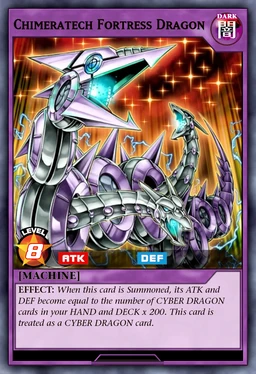 Chimeratech Fortress Dragon
DARK
闇
LEVEL
8
ATK
DEF
[MACHINE]
EFFECT: When this card is Summoned, its ATK and
DEF become equal to the number of CYBER DRAGON
cards in your HAND and DECK x 200. This card is
treated as a CYBER DRAGON card.